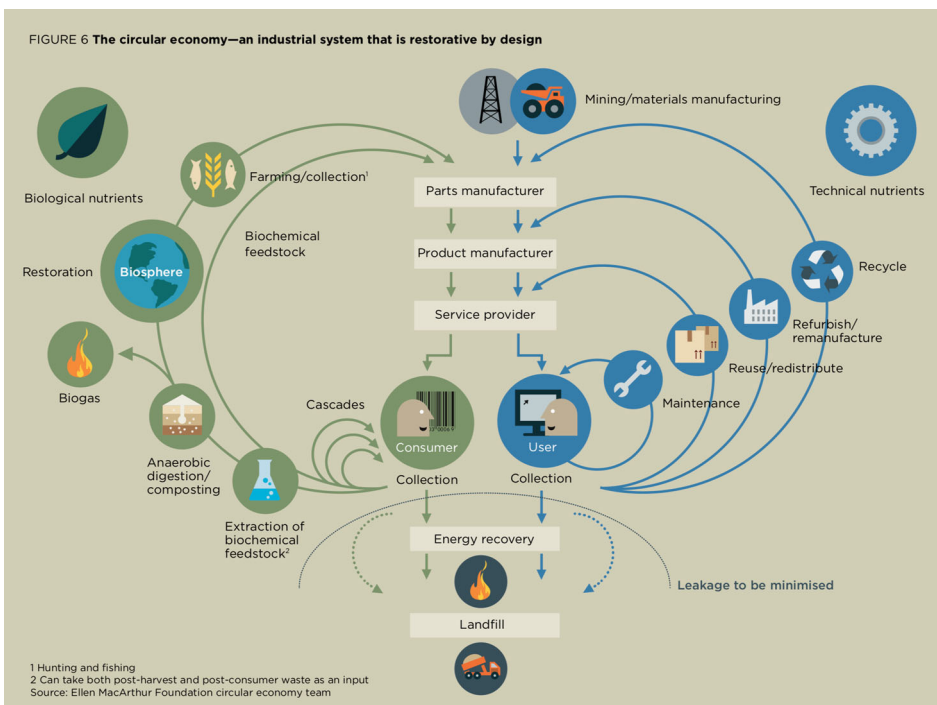 FIGURE 6 The circular economy—an industrial system that is restorative by design
Mining/materials manufacturing
Biological nutrients
Technical nutrients
Farming/collection¹
Parts manufacturer
Biochemical
feedstock
Product manufacturer
Restoration
Biosphere
Recycle
Service provider
Refurbish/
remanufacture
Biogas
Reuse/redistribute
Cascades
Maintenance
Consumer
User
Collection
Collection
Anaerobic
digestion/
composting
Extraction of
biochemical
feedstock²
Energy recovery
Leakage to be minimised
Landfill
1 Hunting and fishing
2 Can take both post-harvest and post-consumer waste as an input
Source: Ellen MacArthur Foundation circular economy team